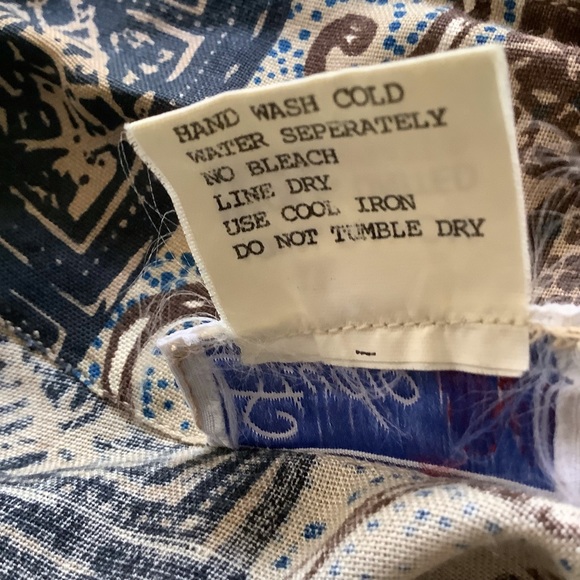 HAND WASH COLD
WATER SEPERATELY
NO BLEACH
LINE DRY
USE COOL IRON
DO NOT TUMBLE DRY